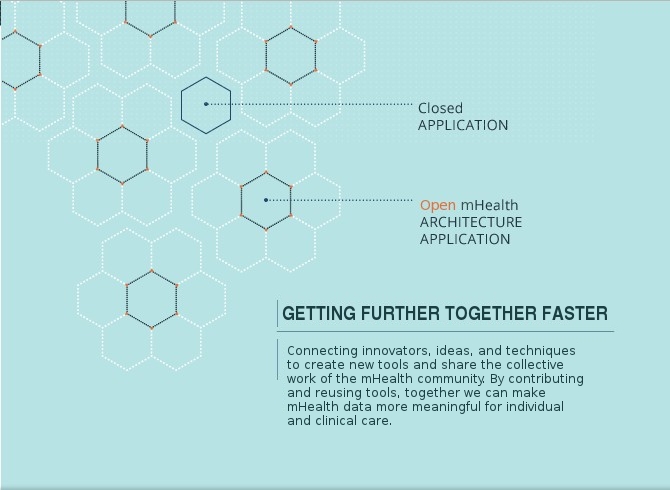 Closed
APPLICATION
Open mHealth
ARCHITECTURE
APPLICATION
GETTING FURTHER TOGETHER FASTER
Connecting innovators, ideas, and techniques
to create new tools and share the collective
work of the mHealth community. By contributing
and reusing tools, together we can make
mHealth data more meaningful for individual
and clinical care.